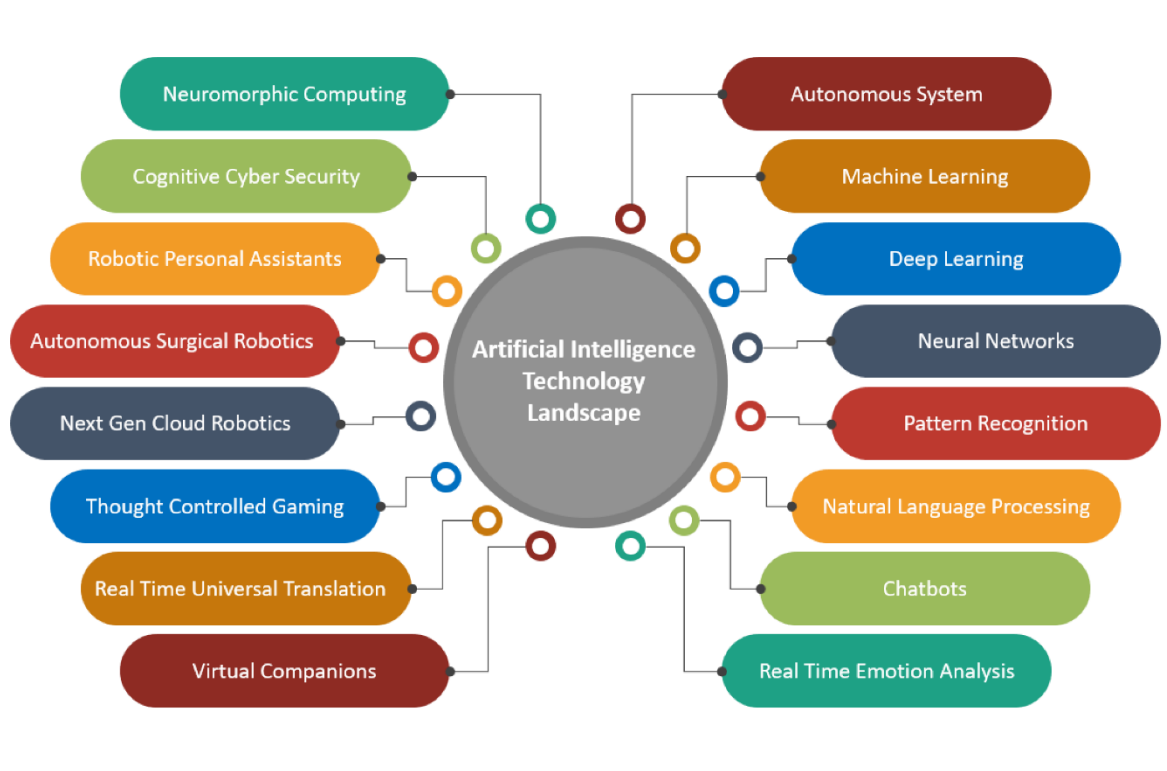 Neuromorphic Computing
Cognitive Cyber Security
Robotic Personal Assistants
Autonomous Surgical Robotics
Next Gen Cloud Robotics
Thought Controlled Gaming
Real Time Universal Translation
Virtual Companions
Artificial Intelligence
Technology
Landscape
Autonomous System
Machine Learning
Deep Learning
Neural Networks
Pattern Recognition
Natural Language Processing
Chatbots
Real Time Emotion Analysis